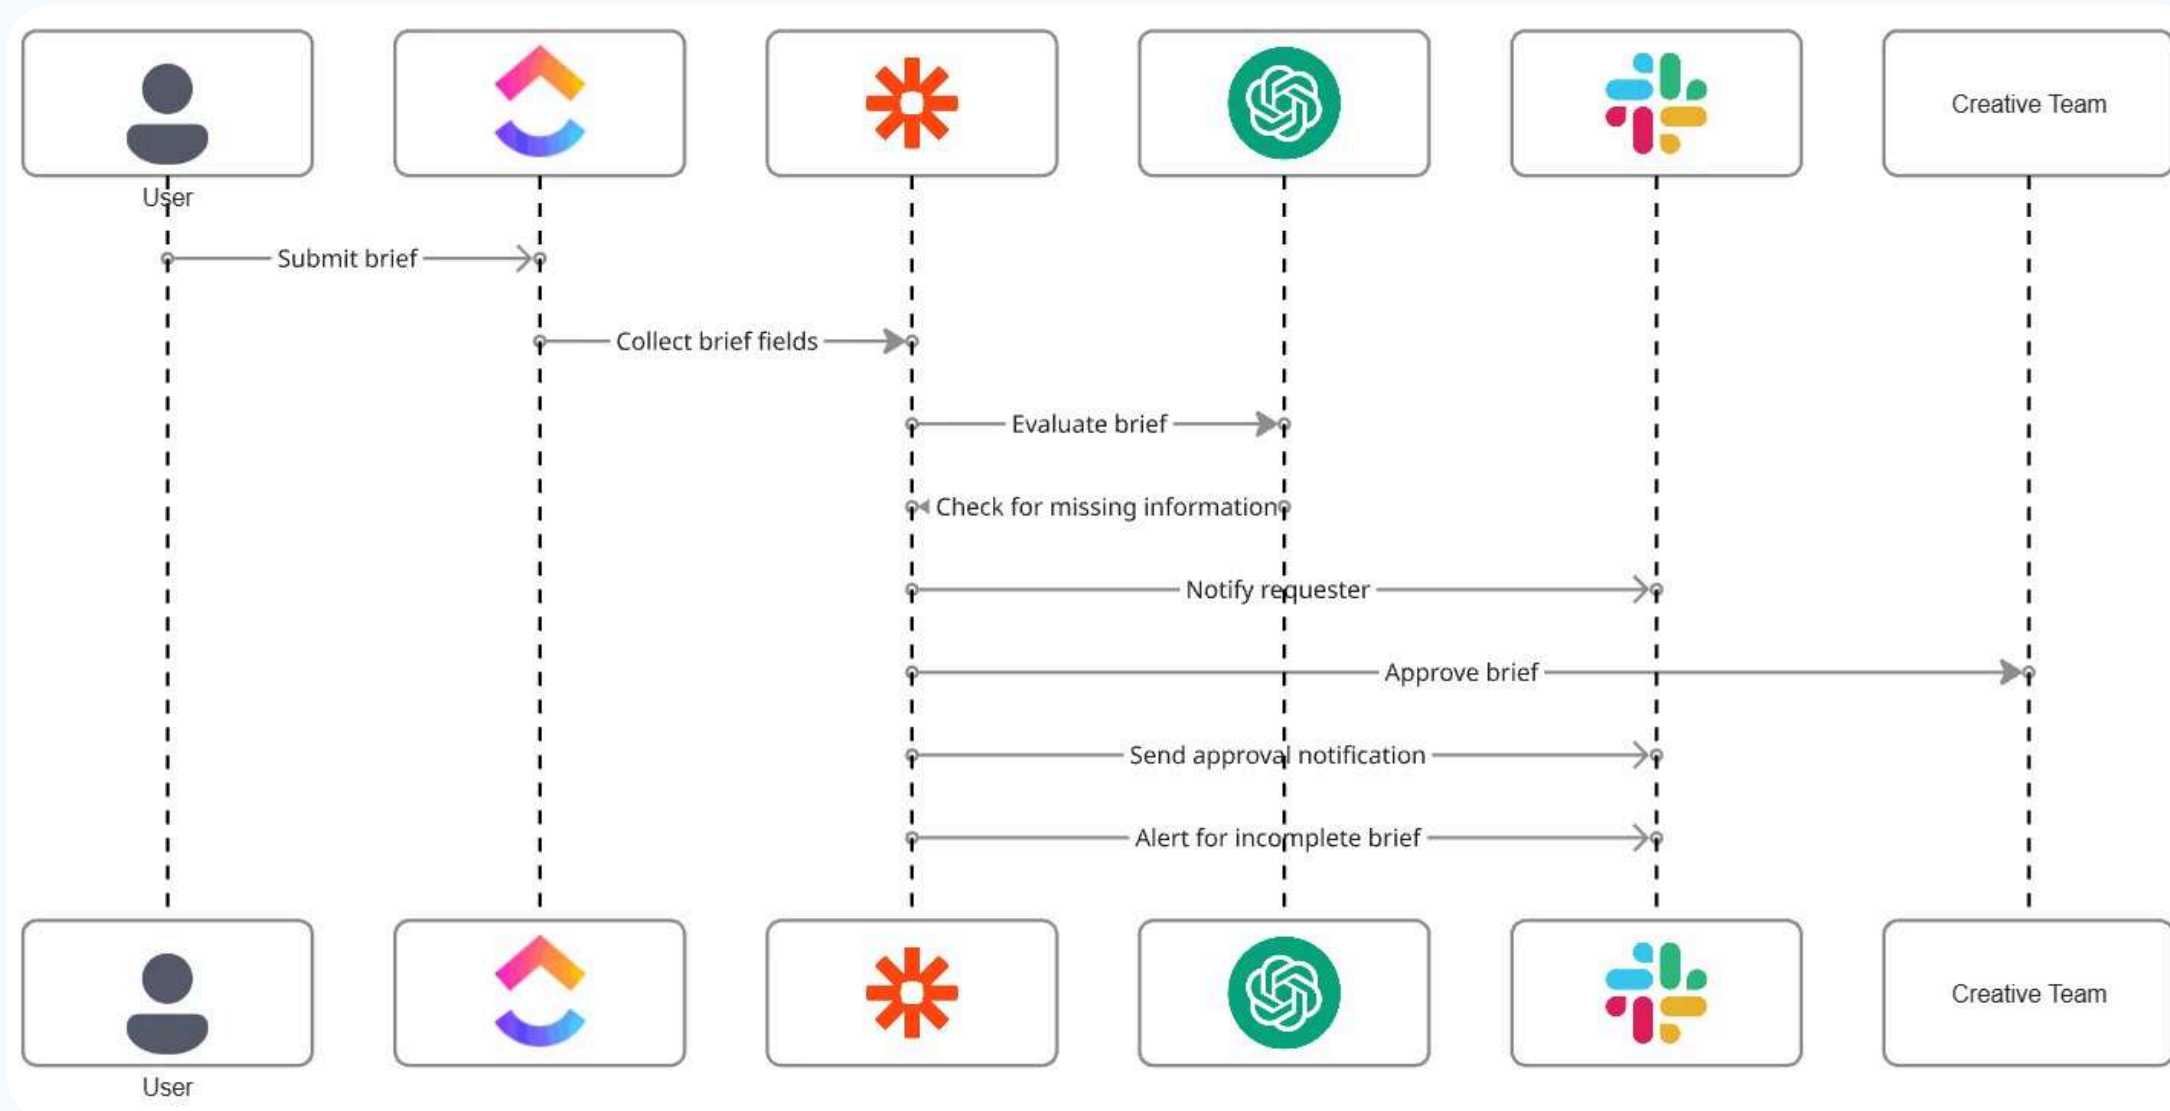 Creative Team
User
Submit brief
Collect brief fields
Evaluate brief
Check for missing information
Notify requester
Approve brief
Send approval notification
Alert for incomplete brief
Creative Team
User